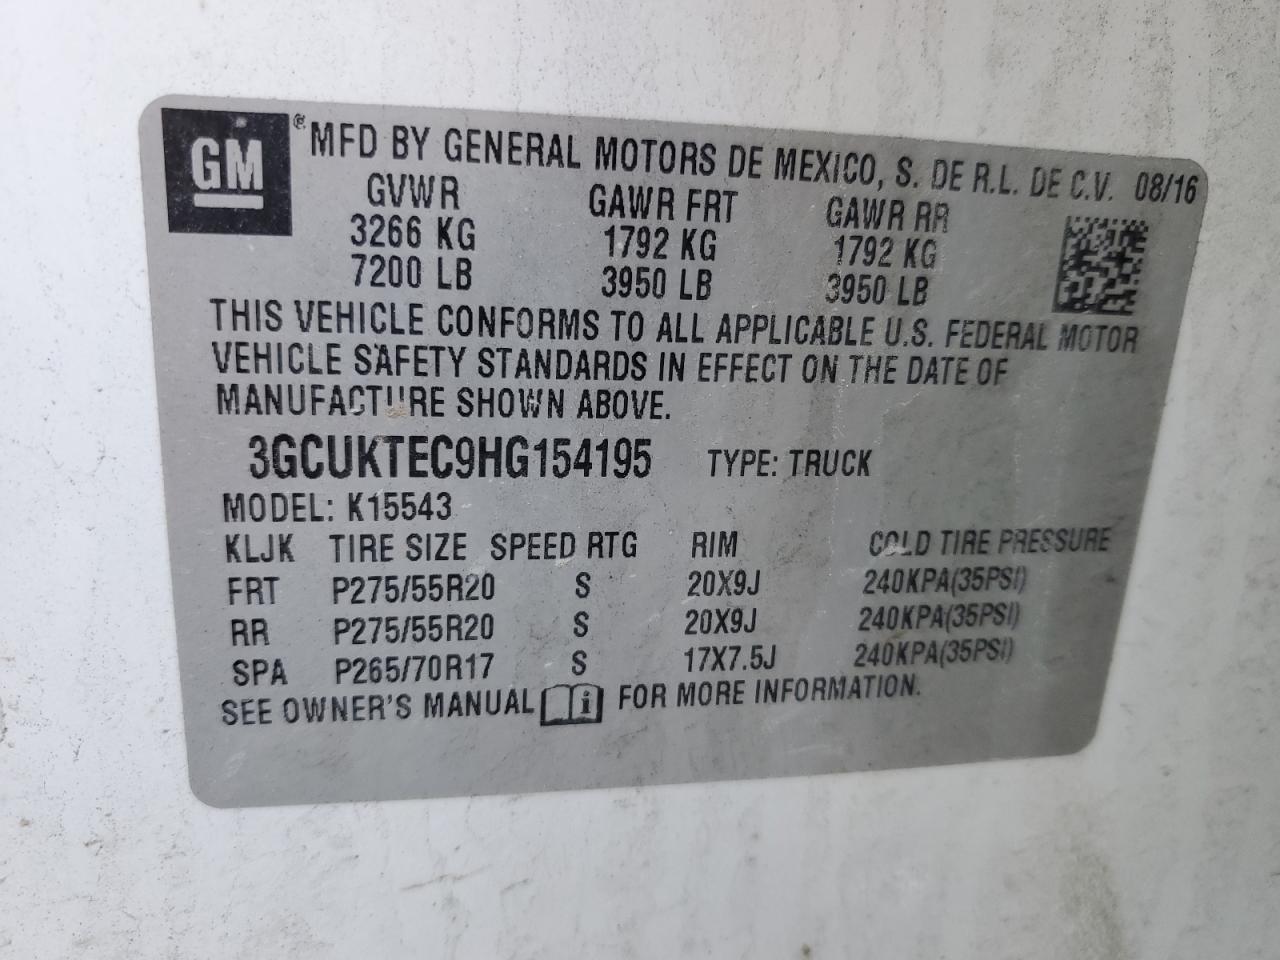 GM ® MFD BY GENERAL MOTORS DE MEXICO, S. DE R.L. DE C.V. 08/16
GVWR GAWR FRT GAWR RR
3266 KG 1792 KG 1792 KG
7200 LB 3950 LB 3950 LB
THIS VEHICLE CONFORMS TO ALL APPLICABLE U.S. FEDERAL MOTOR
VEHICLE SAFETY STANDARDS IN EFFECT ON THE DATE OF
MANUFACTURE SHOWN ABOVE.
3GCUKTEC9HG154195 TYPE: TRUCK
MODEL: K15543
KLJK TIRE SIZE SPEED RTG RIM COLD TIRE PRESSURE
FRT P275/55R20 S 20X9J 240KPA(35PSI)
RR P275/55R20 S 20X9J 240KPA(35PSI)
SPA P265/70R17 S 17X7.5J 240KPA(35PSI)
SEE OWNER'S MANUAL i FOR MORE INFORMATION.